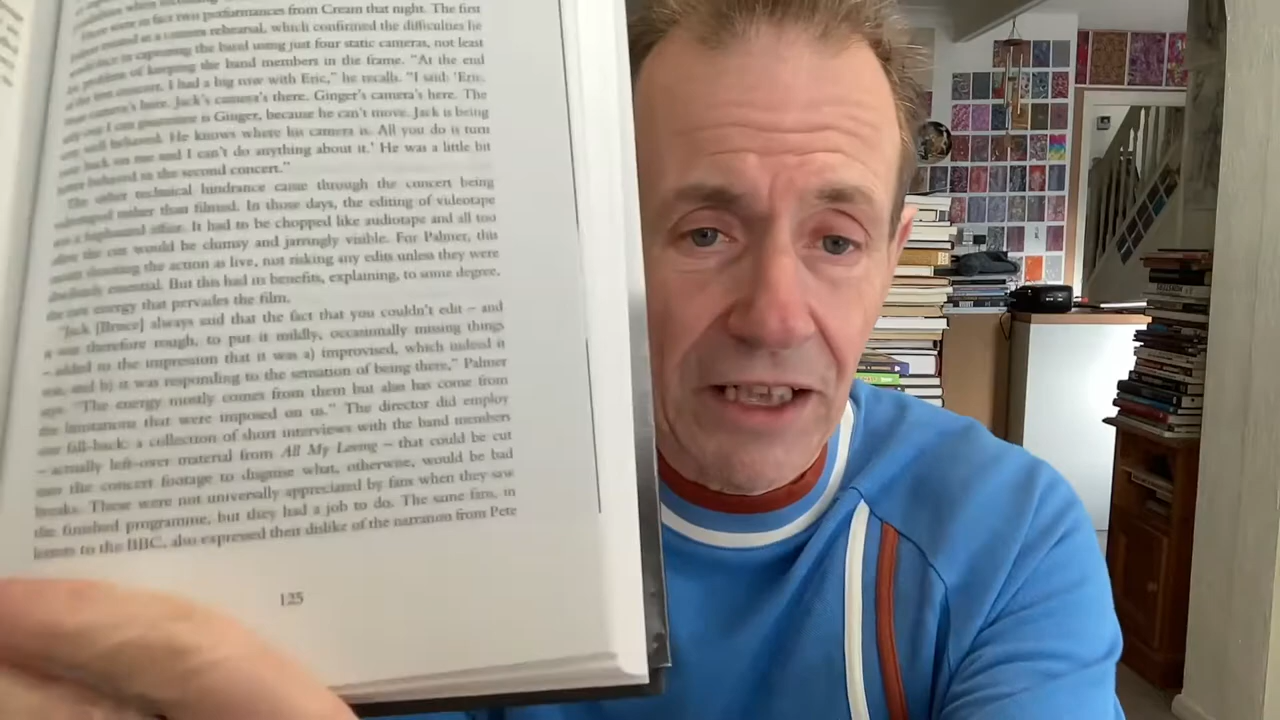 There were in fact two performances from Cream that night. The first
as a camera rehearsal, which confirmed the difficulties he
in capturing the band using just four static cameras, not least
problem of keeping the band members in the frame. "At the end
of the first concert, I had a big row with Eric," he recalls. "I said: 'Eric,
your camera's here. Jack's camera's there. Ginger's camera's here. The
only one I can guarantee is Ginger, because he can't move. Jack is being
very well behaved. He knows where his camera is. All you do is turn
your back on me and I can't do anything about it.' He was a little bit
better behaved in the second concert."
The other technical hindrance came through the concert being
videotaped rather than filmed. In those days, the editing of videotape
was a haphazard affair. It had to be chopped like audiotape and all too
often the cut would be clumsy and jarringly visible. For Palmer, this
meant shooting the action as live, not risking any edits unless they were
absolutely essential. But this had its benefits, explaining, to some degree,
the raw energy that pervades the film.
"Jack [Bruce] always said that the fact that you couldn't edit – and
it was therefore rough, to put it mildly, occasionally missing things
– added to the impression that it was a) improvised, which indeed it
was, and b) it was responding to the sensation of being there," Palmer
says. "The energy mostly comes from them but also has come from
the limitations that were imposed on us." The director did employ
one fall-back: a collection of short interviews with the band members
– actually left-over material from All My Loving – that could be cut
into the concert footage to disguise what, otherwise, would be bad
breaks. These were not universally appreciated by fans when they saw
the finished programme, but they had a job to do. The same fans, in
letters to the BBC, also expressed their dislike of the narration from Pete
125